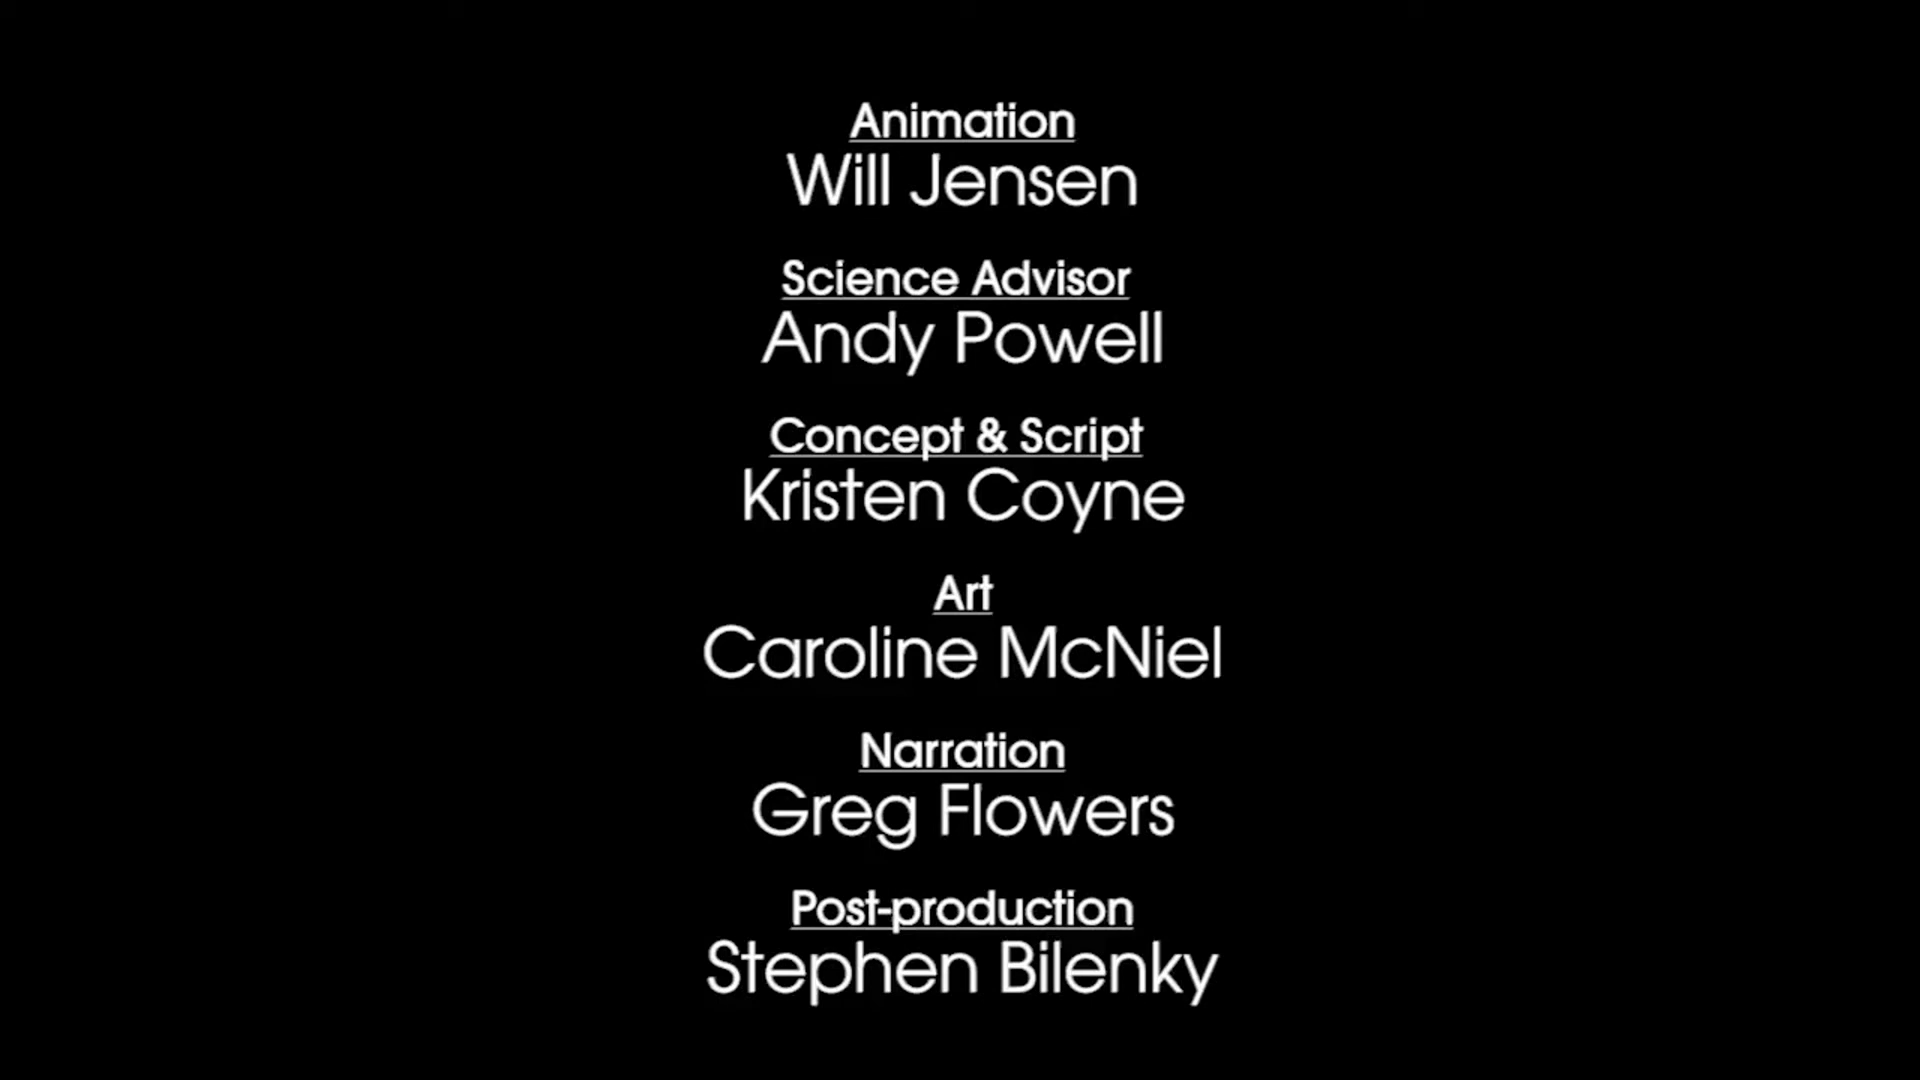 Animation
Will Jensen
Science Advisor
Andy Powell
Concept & Script
Kristen Coyne
Art
Caroline McNiel
Narration
Greg Flowers
Post-production
Stephen Bilenky